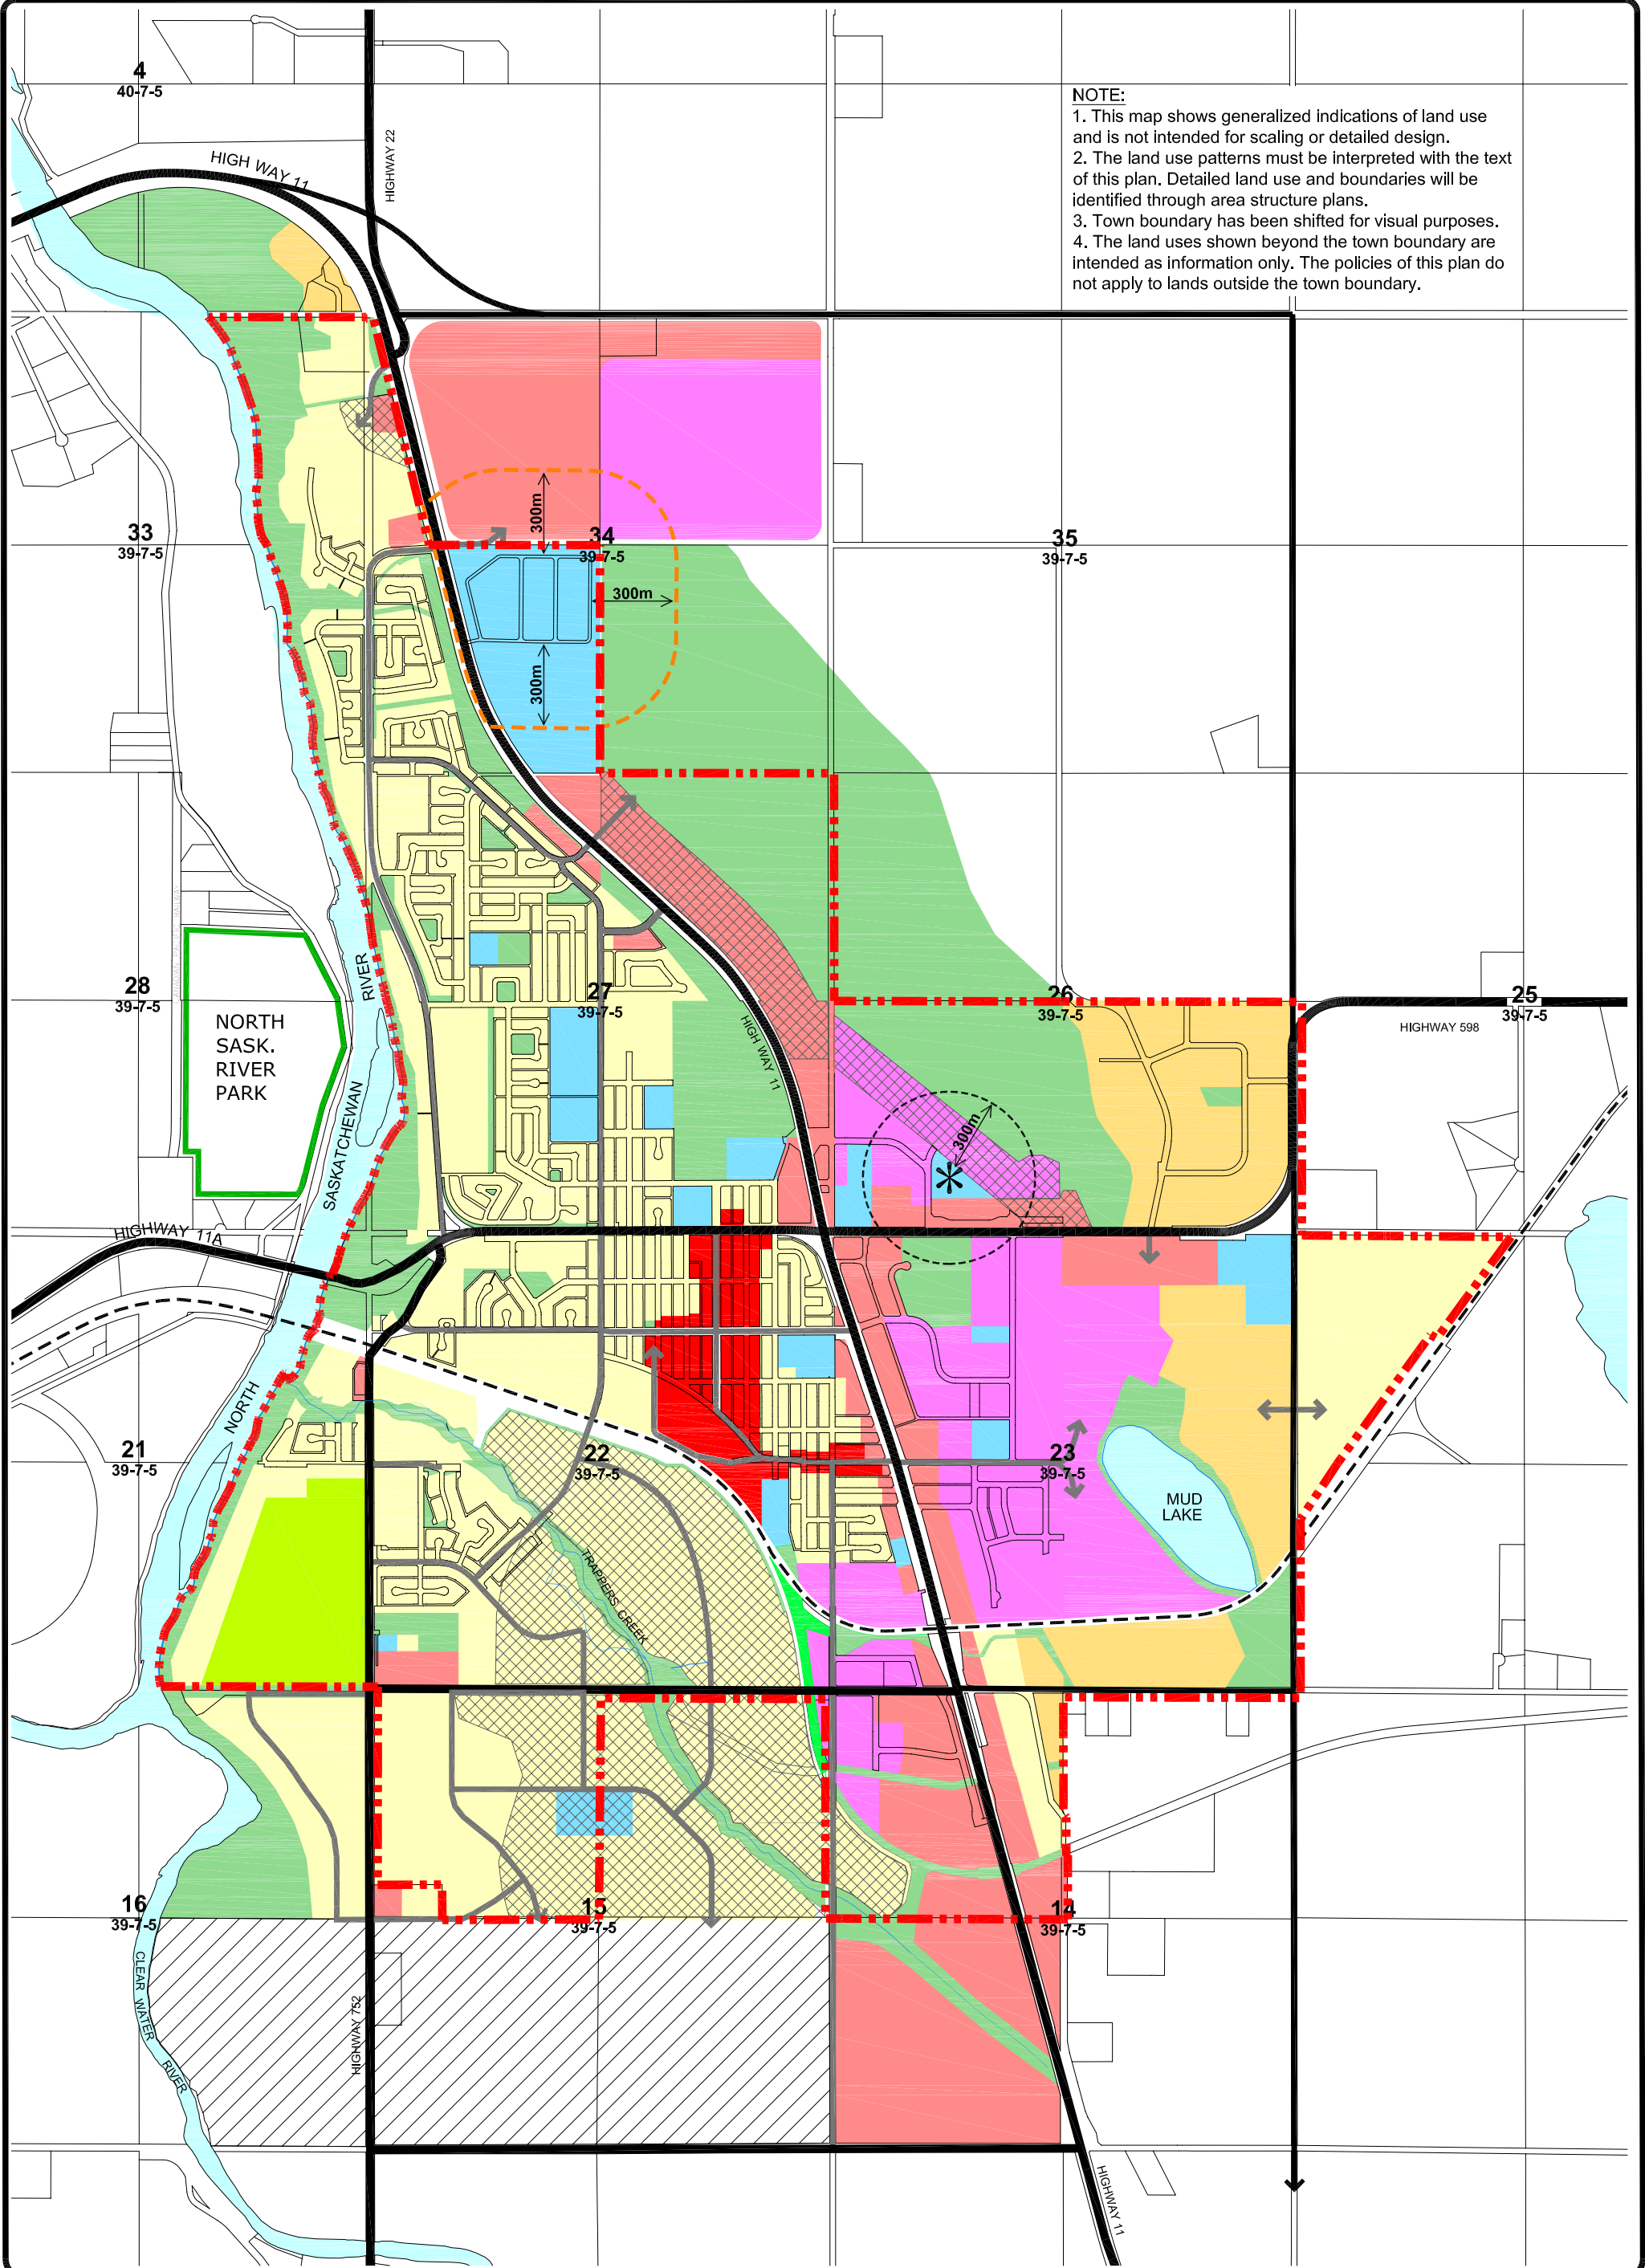 4
40-7-5
HIGHWAY 22
HIGH WAY 11
NOTE:
1. This map shows generalized indications of land use
and is not intended for scaling or detailed design.
2. The land use patterns must be interpreted with the text
of this plan. Detailed land use and boundaries will be
identified through area structure plans.
3. Town boundary has been shifted for visual purposes.
4. The land uses shown beyond the town boundary are
intended as information only. The policies of this plan do
not apply to lands outside the town boundary.
300m
33
39-7-5
34
39-7-5
35
39-7-5
300m
300m
28
39-7-5
RIVER
27
39-7-5
26
39-7-5
25
39-7-5
HIGHWAY 598
NORTH
SASK.
RIVER
PARK
HIGH WAY 11
SASKATCHEWAN
300m
*
HIGHWAY 11A
NORTH
21
39-7-5
22
39-7-5
23
39-7-5
MUD
LAKE
TRAPPERS CREEK
16
39-7-5
15
39-7-5
14
39-7-5
CLEAR WATER
RIVER
HIGHWAY 752
HIGHWAY 11